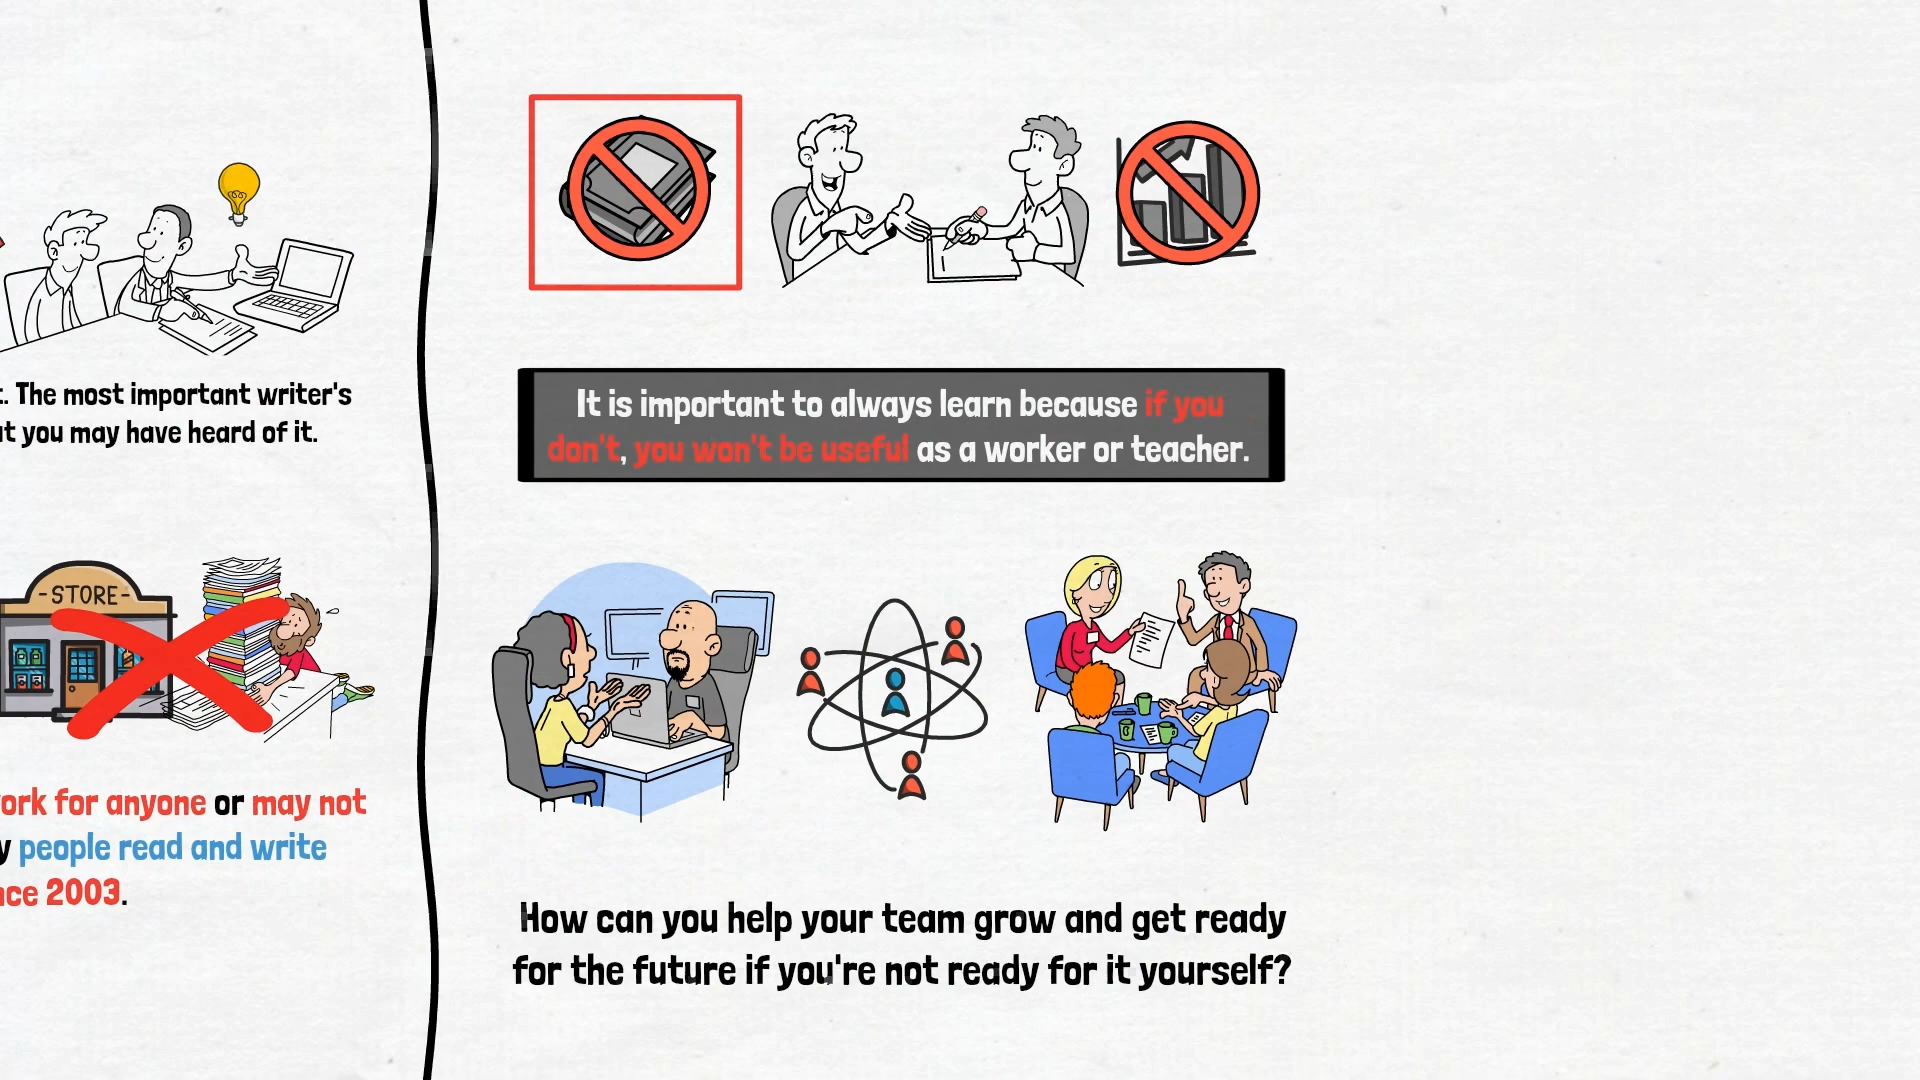 . The most important writer's
t you may have heard of it.
-STORE-
ork for anyone or may not
y people read and write
nce 2003.
It is important to always learn because if you
don't, you won't be useful as a worker or teacher.
How can you help your team grow and get ready
for the future if you're not ready for it yourself?